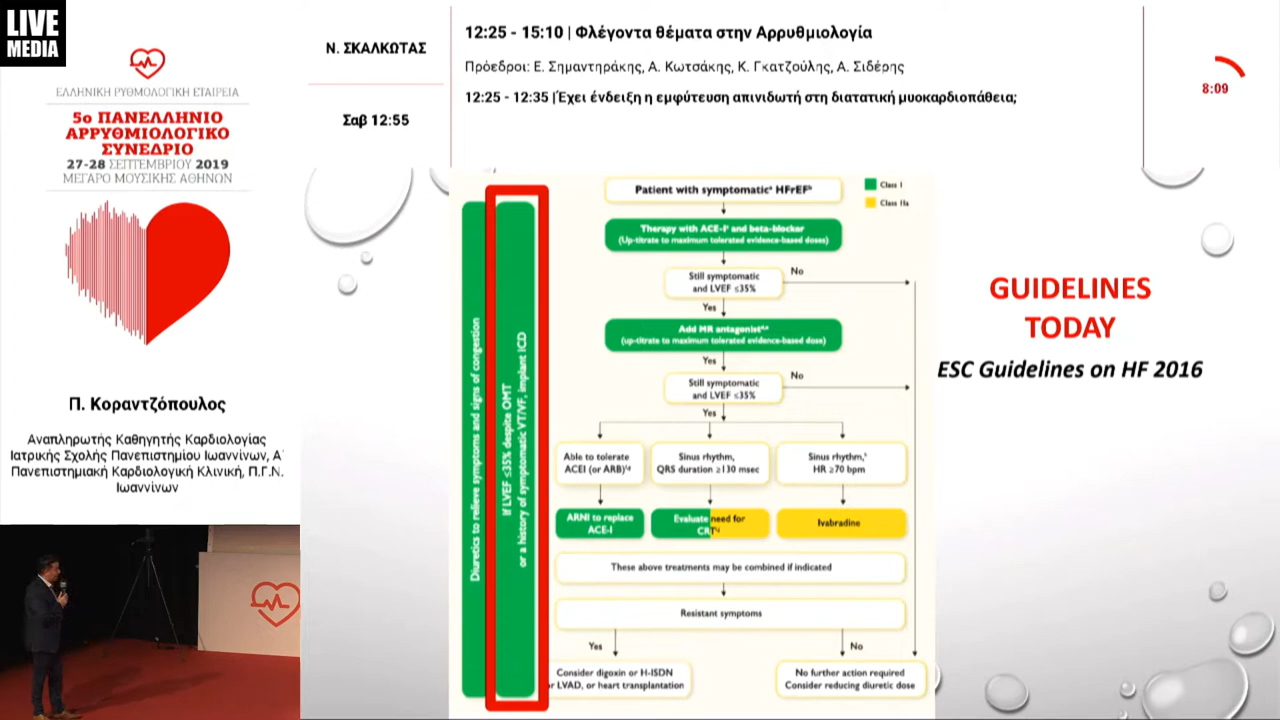 LIVE
MEDIA
ΕΛΛΗΝΙΚΗ ΡΥΘΜΟΛΟΓΙΚΗ ΕΤΑΙΡΕΙΑ
5ο ΠΑΝΕΛΛΗΝΙΟ
ΑΡΡΥΘΜΙΟΛΟΓΙΚΟ
ΣΥΝΕΔΡΙΟ
27-28 ΣΕΠΤΕΜΒΡΙΟΥ 2019
ΜΕΓΑΡΟ ΜΟΥΣΙΚΗΣ ΑΘΗΝΩΝ
Π. Κοραντζόπουλος
Αναπληρωτής Καθηγητής Καρδιολογίας
Ιατρικής Σχολής Πανεπιστημίου Ιωαννίνων, Α΄
Πανεπιστημιακή Καρδιολογική Κλινική, Π.Γ.Ν.
Ιωαννίνων
Ν. ΣΚΑΛΚΩΤΑΣ
Σαβ 12:55
12:25 - 15:10 | Φλέγοντα θέματα στην Αρρυθμιολογία
Πρόεδροι: Ε. Σημαντηράκης, Α. Κωτσάκης, Κ. Γκατζούλης, Α. Σιδέρης
12:25 - 12:35 |Έχει ένδειξη η εμφύτευση απινιδωτή στη διατατική μυοκαρδιοπάθεια;
8:09
Diuretics to relieve symptoms and signs of congestion
If LVEF ≤35% despite OMT
or a history of symptomatic VT/VF, implant ICD
Patient with symptomatic HFrEF
Class I
Class IIa
Therapy with ACE-I and beta-blocker
(Up-titrate to maximum tolerated evidence-based doses)
Still symptomatic
and LVEF ≤35%
No
Yes
Add MR antagonist
(up-titrate to maximum tolerated evidence-based dose)
Yes
Still symptomatic
and LVEF ≤35%
No
Yes
Able to tolerate
ACEI (or ARB)
Sinus rhythm,
QRS duration ≥130 msec
Sinus rhythm,
HR ≥70 bpm
ARNI to replace
ACE-I
Evaluate need for
CRT
Ivabradine
These above treatments may be combined if indicated
Resistant symptoms
Yes
No
Consider digoxin or H-ISDN
or LVAD, or heart transplantation
No further action required
Consider reducing diuretic dose
GUIDELINES
TODAY
ESC Guidelines on HF 2016